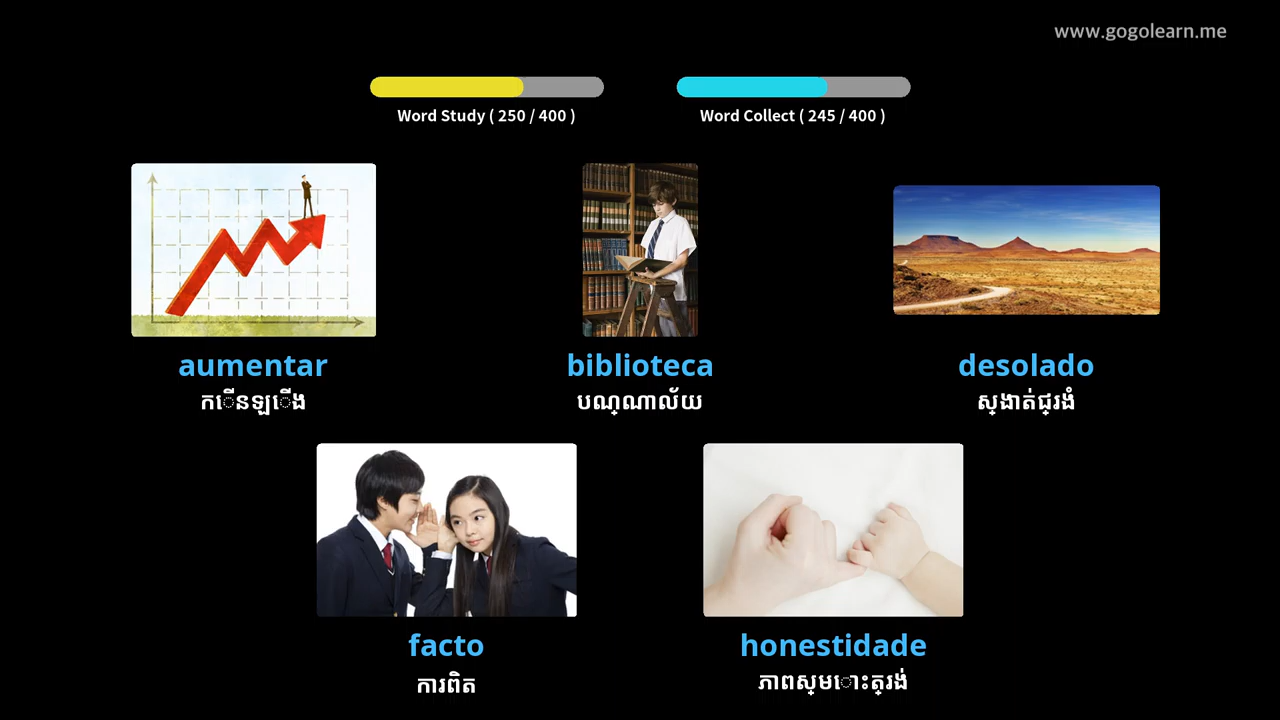 www.gogolearn.me
Word Study ( 250 / 400 )
Word Collect ( 245 / 400 )
aumentar
កើនឡើង
biblioteca
បណ្ណាល័យ
desolado
ស្ងាត់ជ្រងំ
facto
ការពិត
honestidade
ភាពស្មោះត្រង់